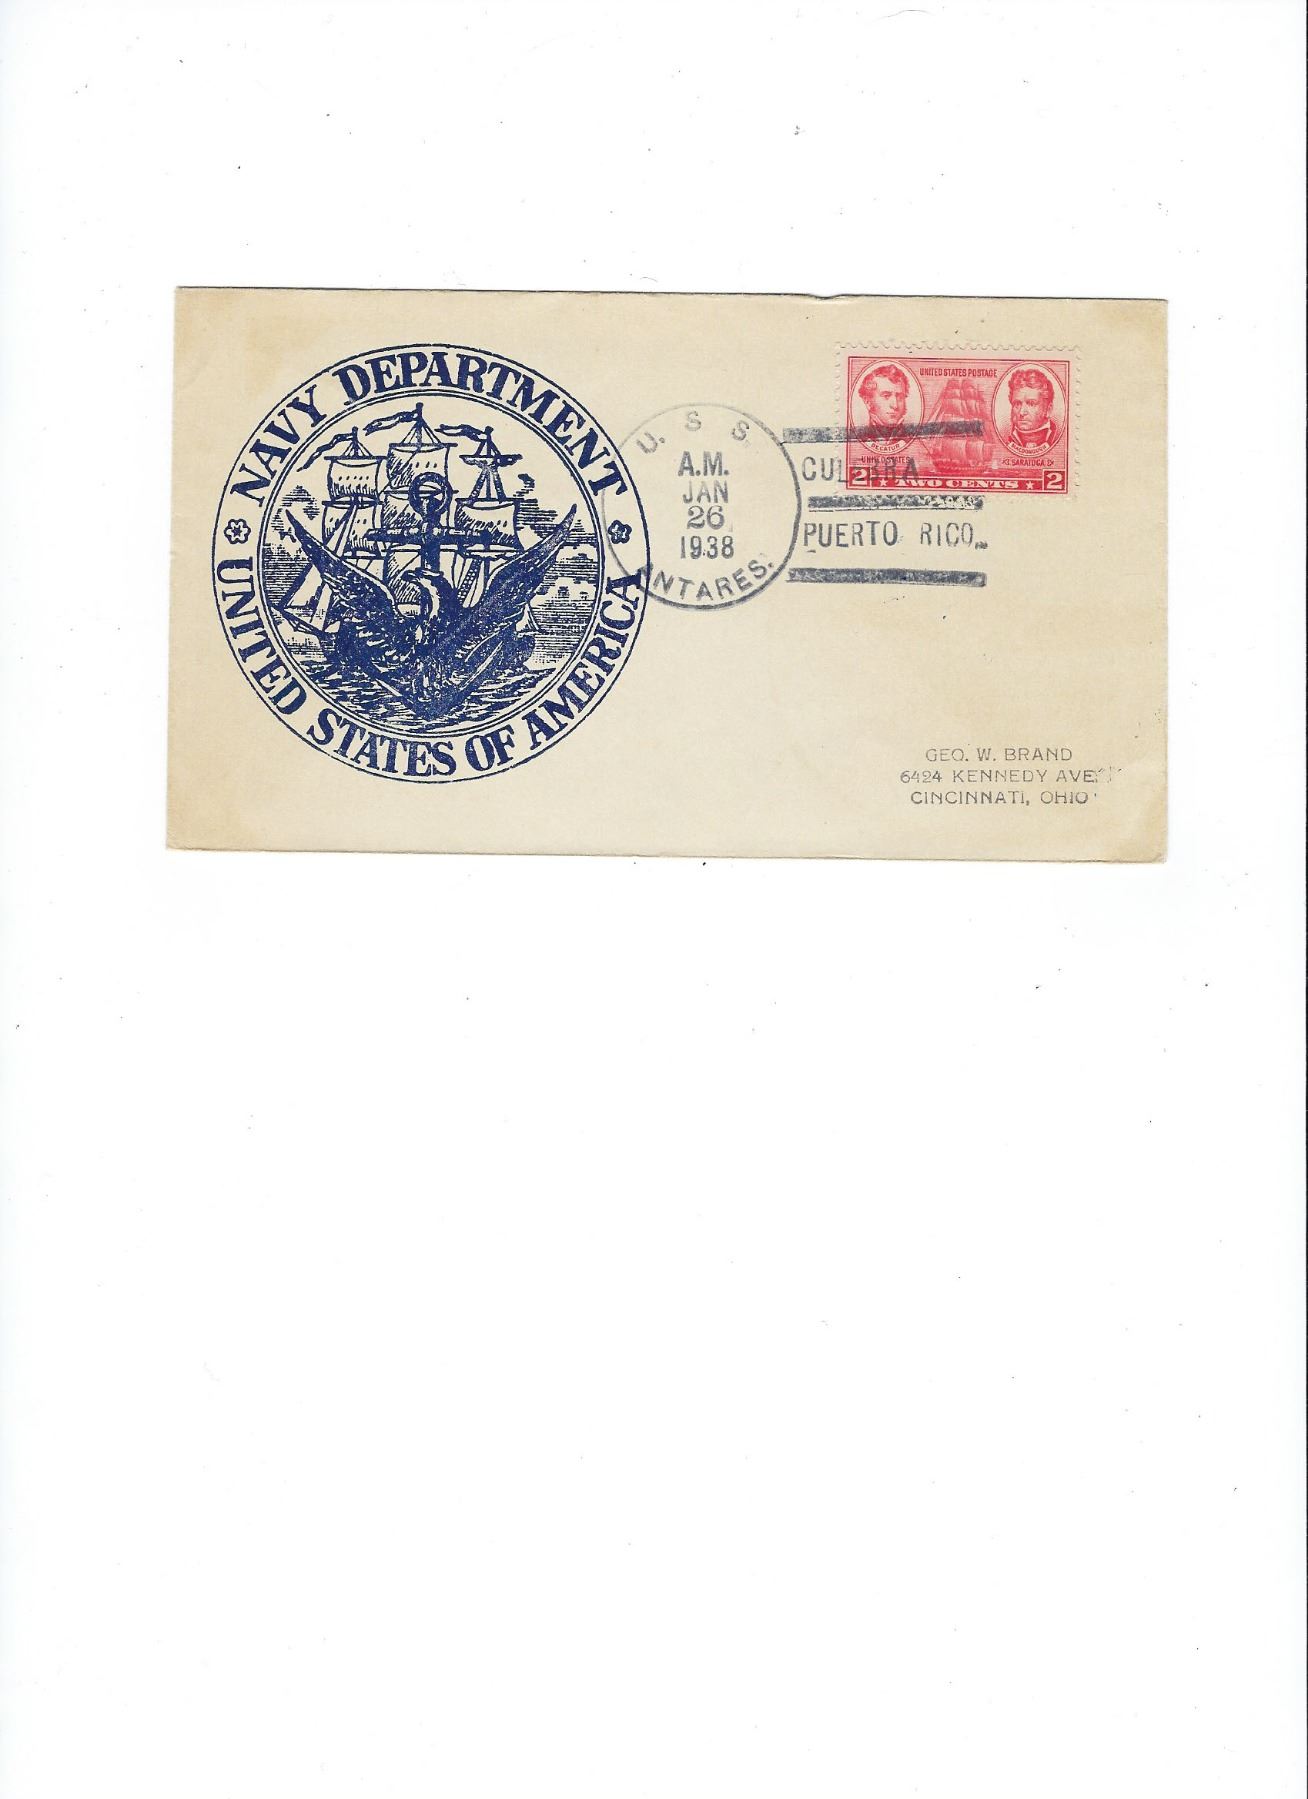 NAVY DEPARTMENT
UNITED STATES OF AMERICA
U. S. S.
ANTARES.
A.M.
JAN
26
1938
CULEBRA
PUERTO RICO
UNITED STATES POSTAGE
DECATUR
MACDONOUGH
UNITED STATES
SARATOGA
2 TWO CENTS 2
GEO. W. BRAND
6424 KENNEDY AVE.
CINCINNATI, OHIO